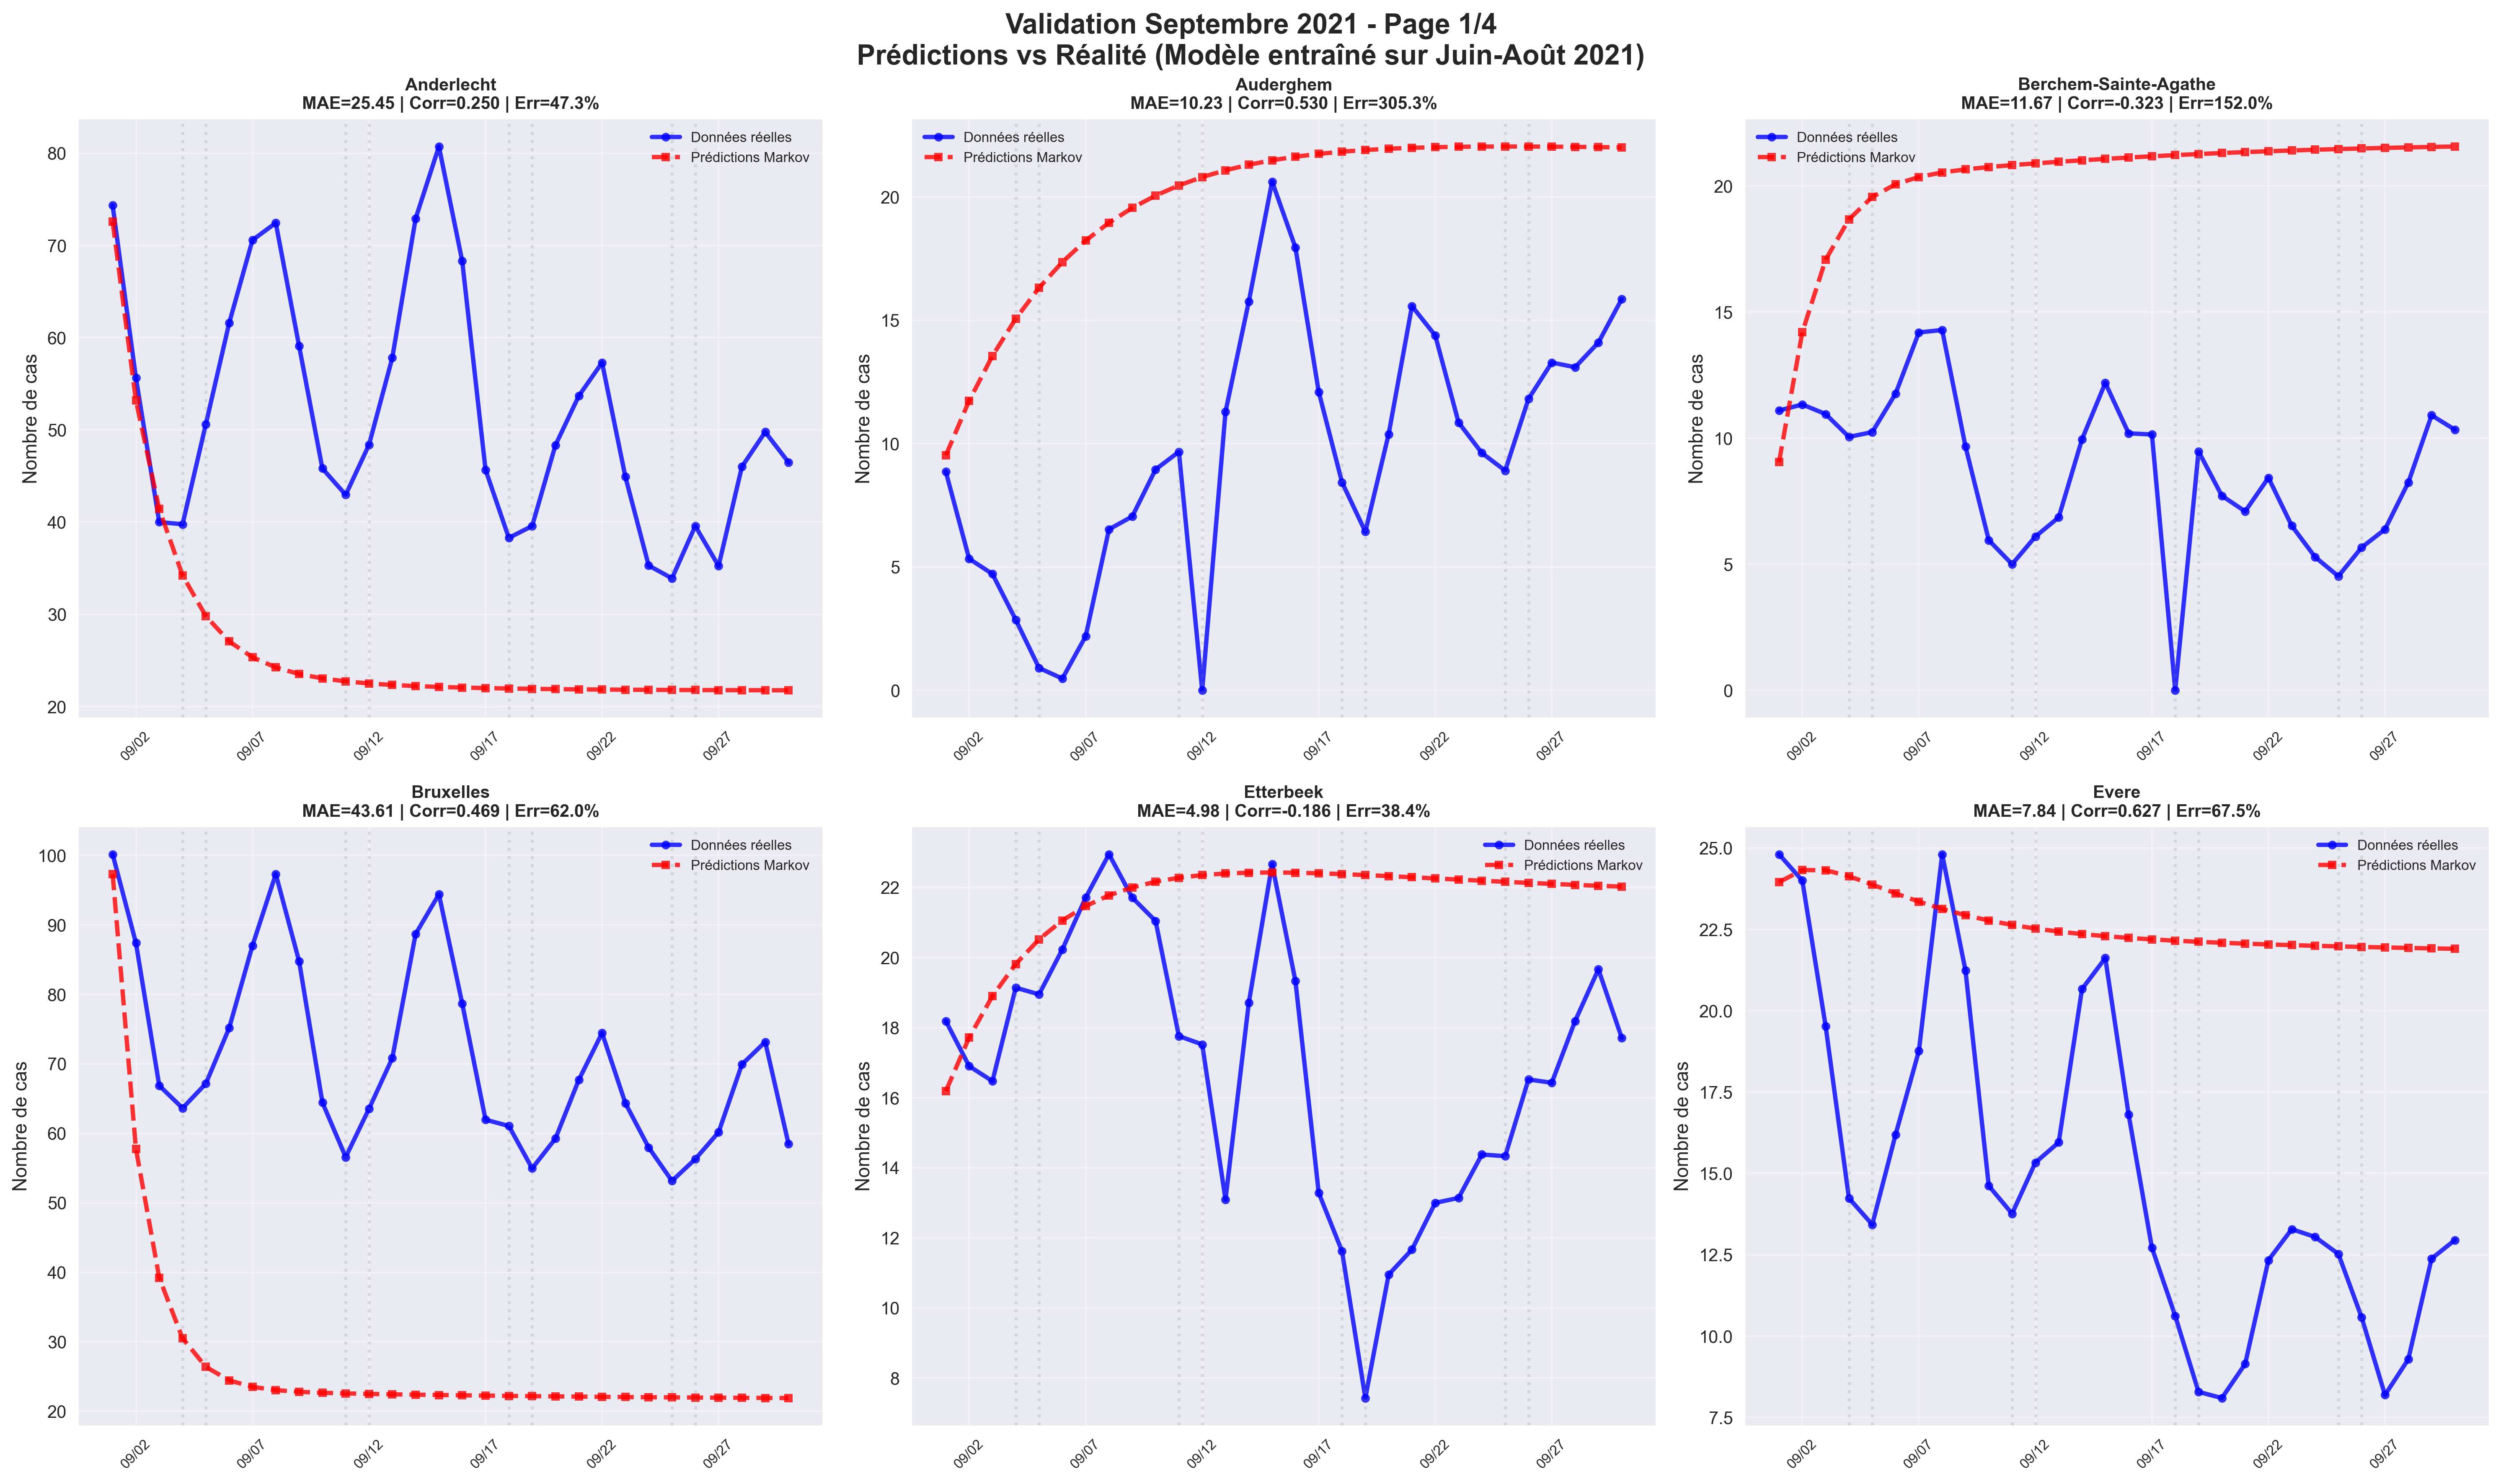 Validation Septembre 2021 - Page 1/4
Prédictions vs Réalité (Modèle entraîné sur Juin-Août 2021)
Anderlecht
MAE=25.45 | Corr=0.250 | Err=47.3%
Données réelles
Prédictions Markov
Nombre de cas
80
70
60
50
40
30
20
09/02
09/07
09/12
09/17
09/22
09/27
Auderghem
MAE=10.23 | Corr=0.530 | Err=305.3%
Données réelles
Prédictions Markov
Nombre de cas
20
15
10
5
0
09/02
09/07
09/12
09/17
09/22
09/27
Berchem-Sainte-Agathe
MAE=11.67 | Corr=-0.323 | Err=152.0%
Données réelles
Prédictions Markov
Nombre de cas
20
15
10
5
0
09/02
09/07
09/12
09/17
09/22
09/27
Bruxelles
MAE=43.61 | Corr=0.469 | Err=62.0%
Données réelles
Prédictions Markov
Nombre de cas
100
90
80
70
60
50
40
30
20
09/02
09/07
09/12
09/17
09/22
09/27
Etterbeek
MAE=4.98 | Corr=-0.186 | Err=38.4%
Données réelles
Prédictions Markov
Nombre de cas
22
20
18
16
14
12
10
8
09/02
09/07
09/12
09/17
09/22
09/27
Evere
MAE=7.84 | Corr=0.627 | Err=67.5%
Données réelles
Prédictions Markov
Nombre de cas
25.0
22.5
20.0
17.5
15.0
12.5
10.0
7.5
09/02
09/07
09/12
09/17
09/22
09/27